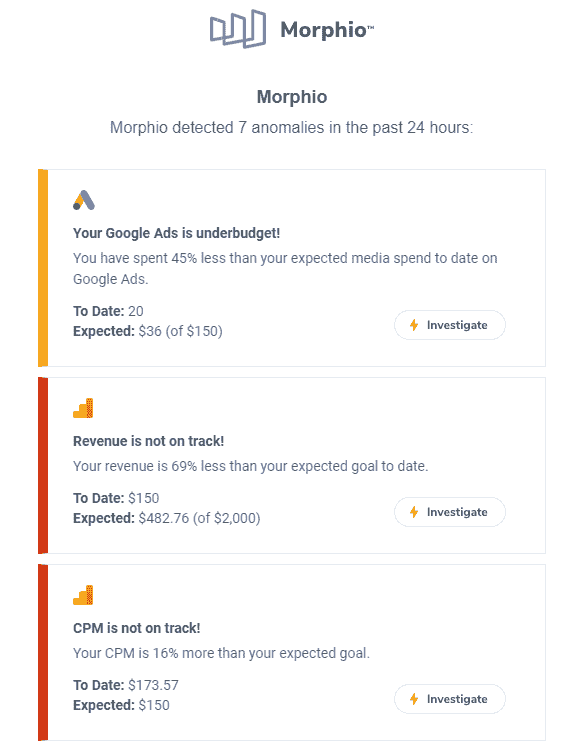 Morphio™
Morphio
Morphio detected 7 anomalies in the past 24 hours:
Your Google Ads is underbudget!
You have spent 45% less than your expected media spend to date on
Google Ads.
To Date: 20
Expected: $36 (of $150)
Investigate
Revenue is not on track!
Your revenue is 69% less than your expected goal to date.
To Date: $150
Expected: $482.76 (of $2,000)
Investigate
CPM is not on track!
Your CPM is 16% more than your expected goal.
To Date: $173.57
Expected: $150
Investigate